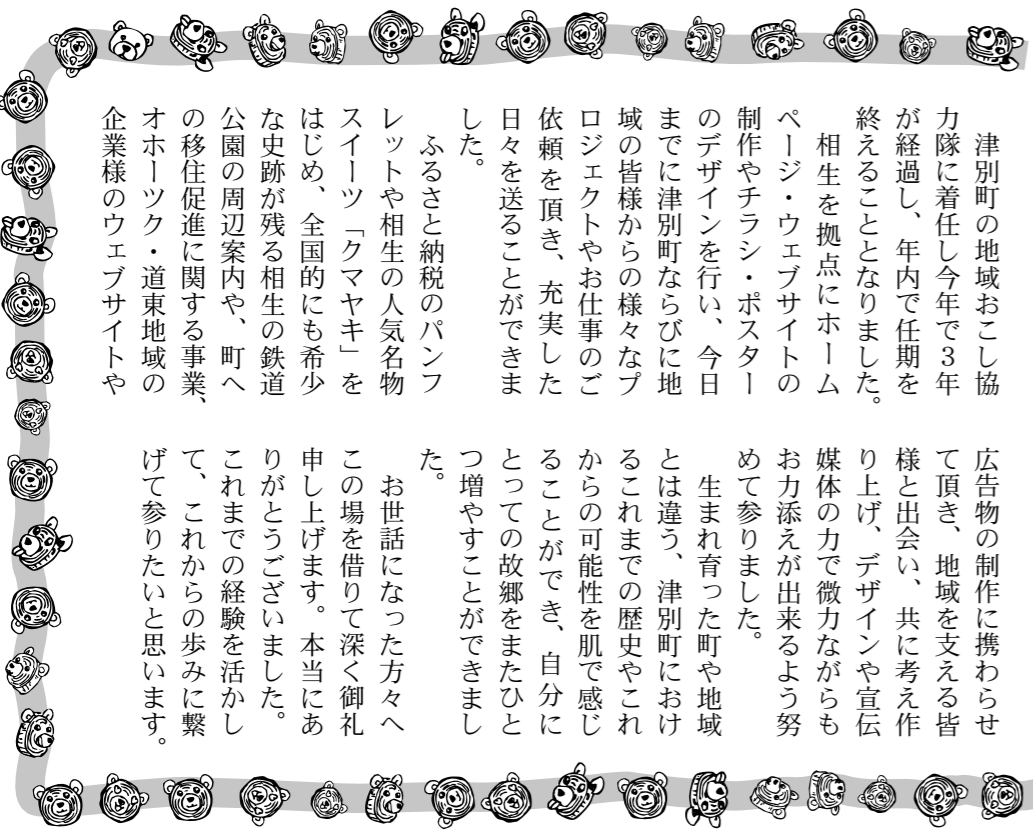 津別町の地域おこし協
力隊に着任し今年で３年
が経過し、年内で任期を
終えることとなりました。
　相生を拠点にホーム
ページ・ウェブサイトの
制作やチラシ・ポスター
のデザインを行い、今日
までに津別町ならびに地
域の皆様からの様々なプ
ロジェクトやお仕事のご
依頼を頂き、充実した
日々を送ることができま
した。
　ふるさと納税のパンフ
レットや相生の人気名物
スイーツ「クマヤキ」を
はじめ、全国的にも希少
な史跡が残る相生の鉄道
公園の周辺案内や、町へ
の移住促進に関する事業、
オホーツク・道東地域の
企業様のウェブサイトや
広告物の制作に携わらせ
て頂き、地域を支える皆
様と出会い、共に考え作
り上げ、デザインや宣伝
媒体の力で微力ながらも
お力添えが出来るよう努
めて参りました。
　生まれ育った町や地域
とは違う、津別町におけ
るこれまでの歴史やこれ
からの可能性を肌で感じ
ることができ、自分に
とっての故郷をまたひと
つ増やすことができまし
た。
　お世話になった方々へ
この場を借りて深く御礼
申し上げます。本当にあ
りがとうございました。
これまでの経験を活かし
て、これからの歩みに繋
げて参りたいと思います。